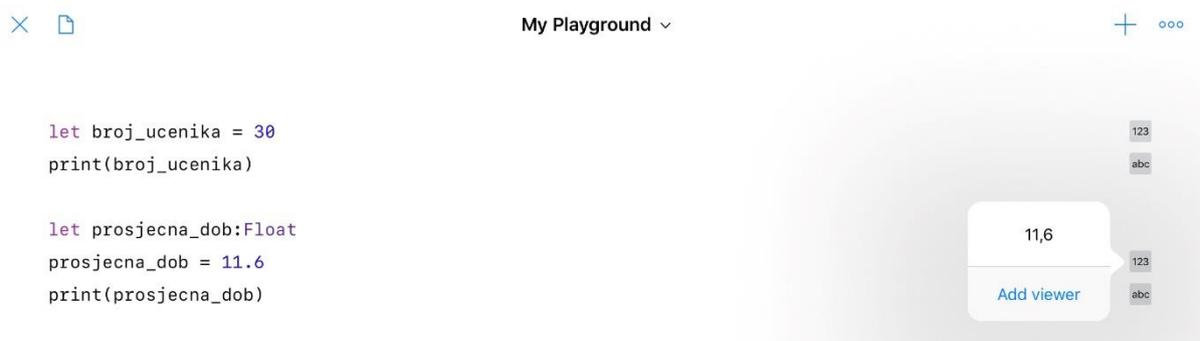 My Playground
let broj_ucenika = 30
123
print(broj_ucenika)
abc
let prosjecna_dob:Float
11,6
prosjecna_dob = 11.6
123
print(prosjecna_dob)
Add viewer
abc